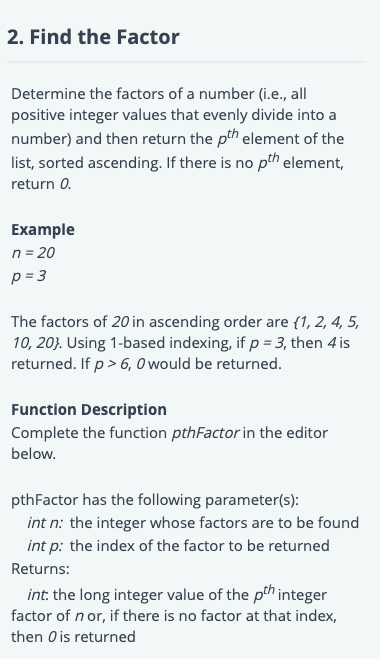 2. Find the Factor
Determine the factors of a number (i.e., all
positive integer values that evenly divide into a
number) and then return the pth element of the
list, sorted ascending. If there is no pth element,
return 0.
Example
n = 20
p = 3
The factors of 20 in ascending order are {1, 2, 4, 5,
10, 20}. Using 1-based indexing, if p = 3, then 4 is
returned. If p > 6, 0 would be returned.
Function Description
Complete the function pthFactor in the editor
below.
pthFactor has the following parameter(s):
int n: the integer whose factors are to be found
int p: the index of the factor to be returned
Returns:
int: the long integer value of the pth integer
factor of n or, if there is no factor at that index,
then 0 is returned